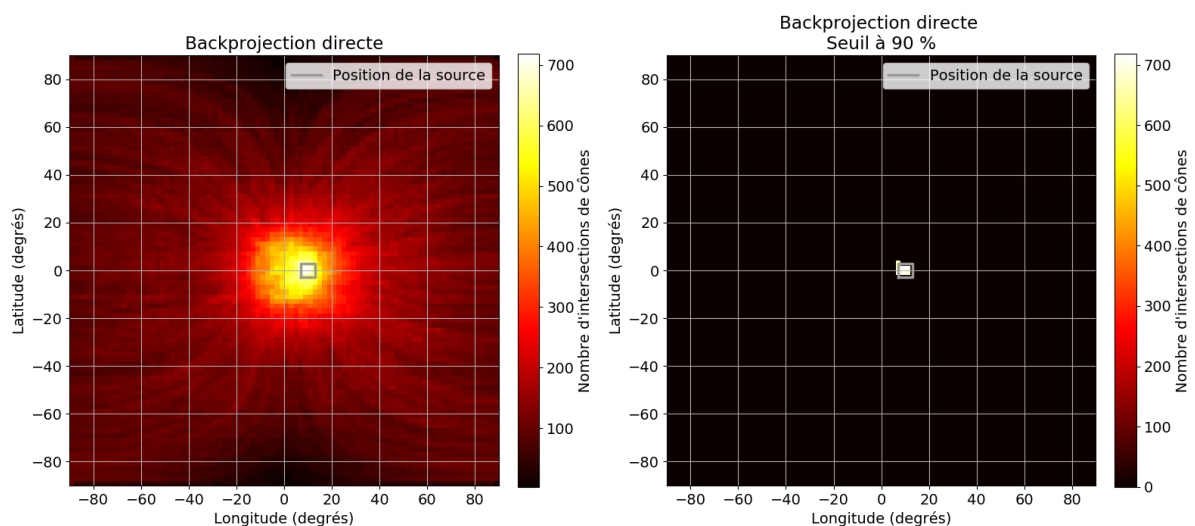 Backprojection directe
Position de la source
80
60
40
20
0
−20
−40
−60
−80
Latitude (degrés)
−80 −60 −40 −20 0 20 40 60 80
Longitude (degrés)
700
600
500
400
300
200
100
Nombre d'intersections de cônes
Backprojection directe
Seuil à 90 %
Position de la source
80
60
40
20
0
−20
−40
−60
−80
Latitude (degrés)
−80 −60 −40 −20 0 20 40 60 80
Longitude (degrés)
700
600
500
400
300
200
100
0
Nombre d'intersections de cônes